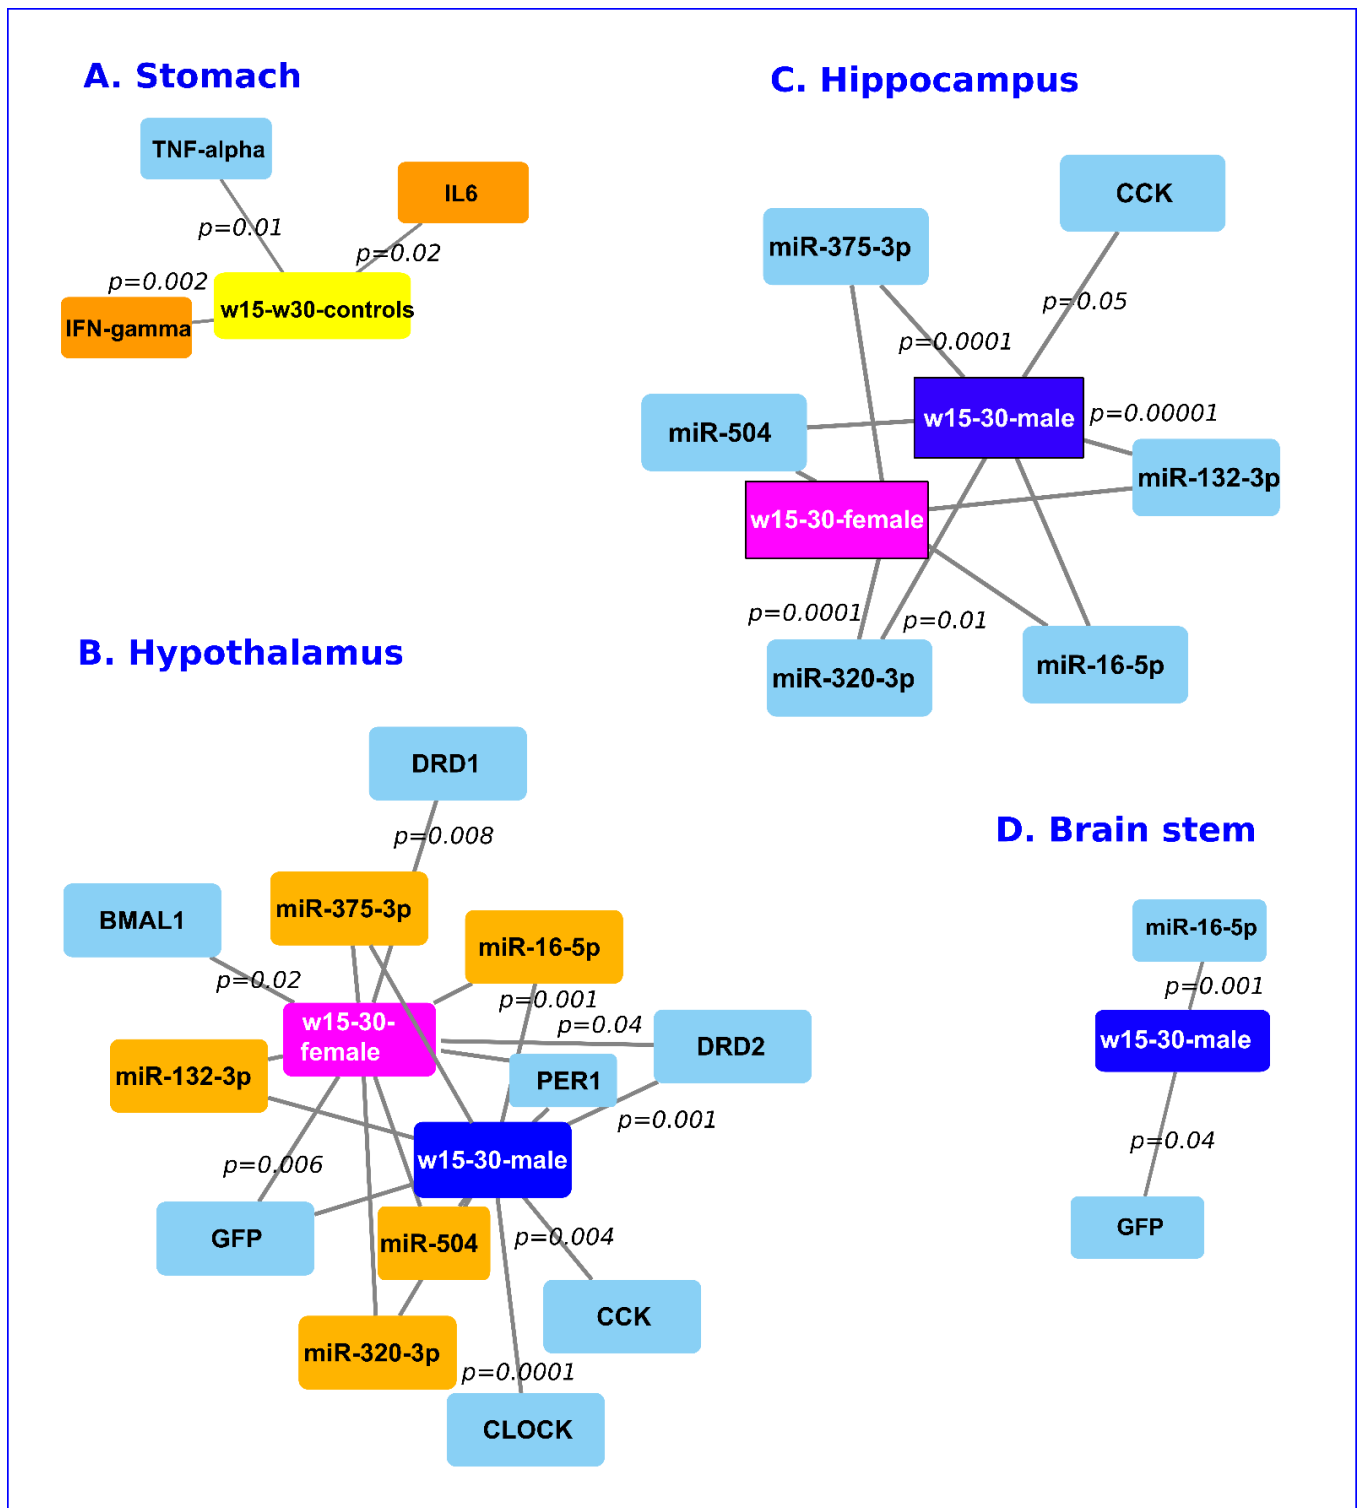 A. Stomach
TNF-alpha
IL6
p=0.01
p=0.02
p=0.002
w15-w30-controls
IFN-gamma
C. Hippocampus
CCK
miR-375-3p
p=0.05
p=0.0001
w15-30-male
p=0.00001
miR-504
miR-132-3p
w15-30-female
p=0.0001
p=0.01
miR-320-3p
miR-16-5p
B. Hypothalamus
DRD1
p=0.008
miR-375-3p
BMAL1
miR-16-5p
p=0.02
p=0.001
w15-30-
female
p=0.04
DRD2
miR-132-3p
PER1
p=0.001
w15-30-male
p=0.006
GFP
miR-504
p=0.004
CCK
miR-320-3p
p=0.0001
CLOCK
D. Brain stem
miR-16-5p
p=0.001
w15-30-male
p=0.04
GFP